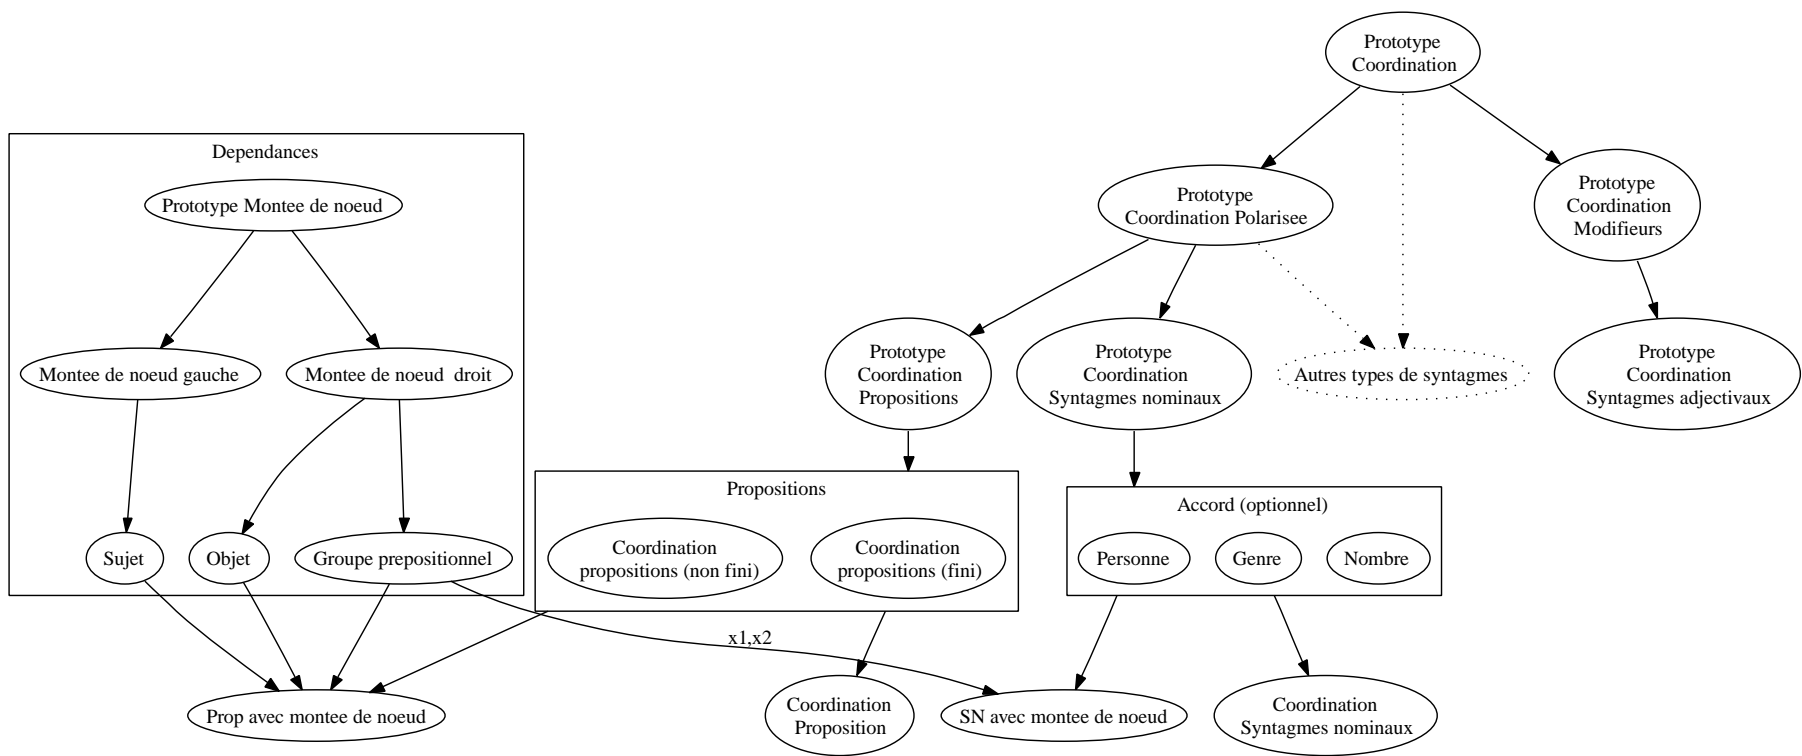 Prototype
Coordination
Dependances
Prototype Montee de noeud
Prototype
Coordination Polarisee
Prototype
Coordination
Modifieurs
Montee de noeud gauche
Montee de noeud  droit
Prototype
Coordination
Propositions
Prototype
Coordination
Syntagmes nominaux
Autres types de syntagmes
Prototype
Coordination
Syntagmes adjectivaux
Propositions
Accord (optionnel)
Sujet
Objet
Groupe prepositionnel
Coordination
propositions (non fini)
Coordination
propositions (fini)
Personne
Genre
Nombre
x1,x2
Prop avec montee de noeud
Coordination
Proposition
SN avec montee de noeud
Coordination
Syntagmes nominaux